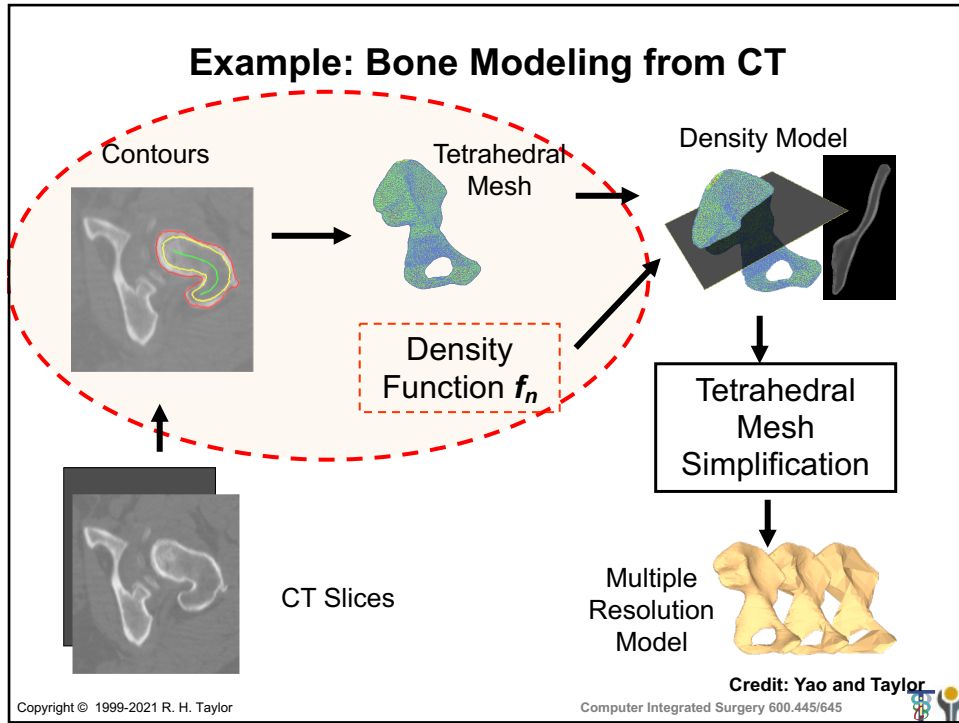 Example: Bone Modeling from CT
Contours
Tetrahedral
Mesh
Density Model
Density
Function fn
Tetrahedral
Mesh
Simplification
CT Slices
Multiple
Resolution
Model
Credit: Yao and Taylor
Copyright © 1999-2021 R. H. Taylor
Computer Integrated Surgery 600.445/645